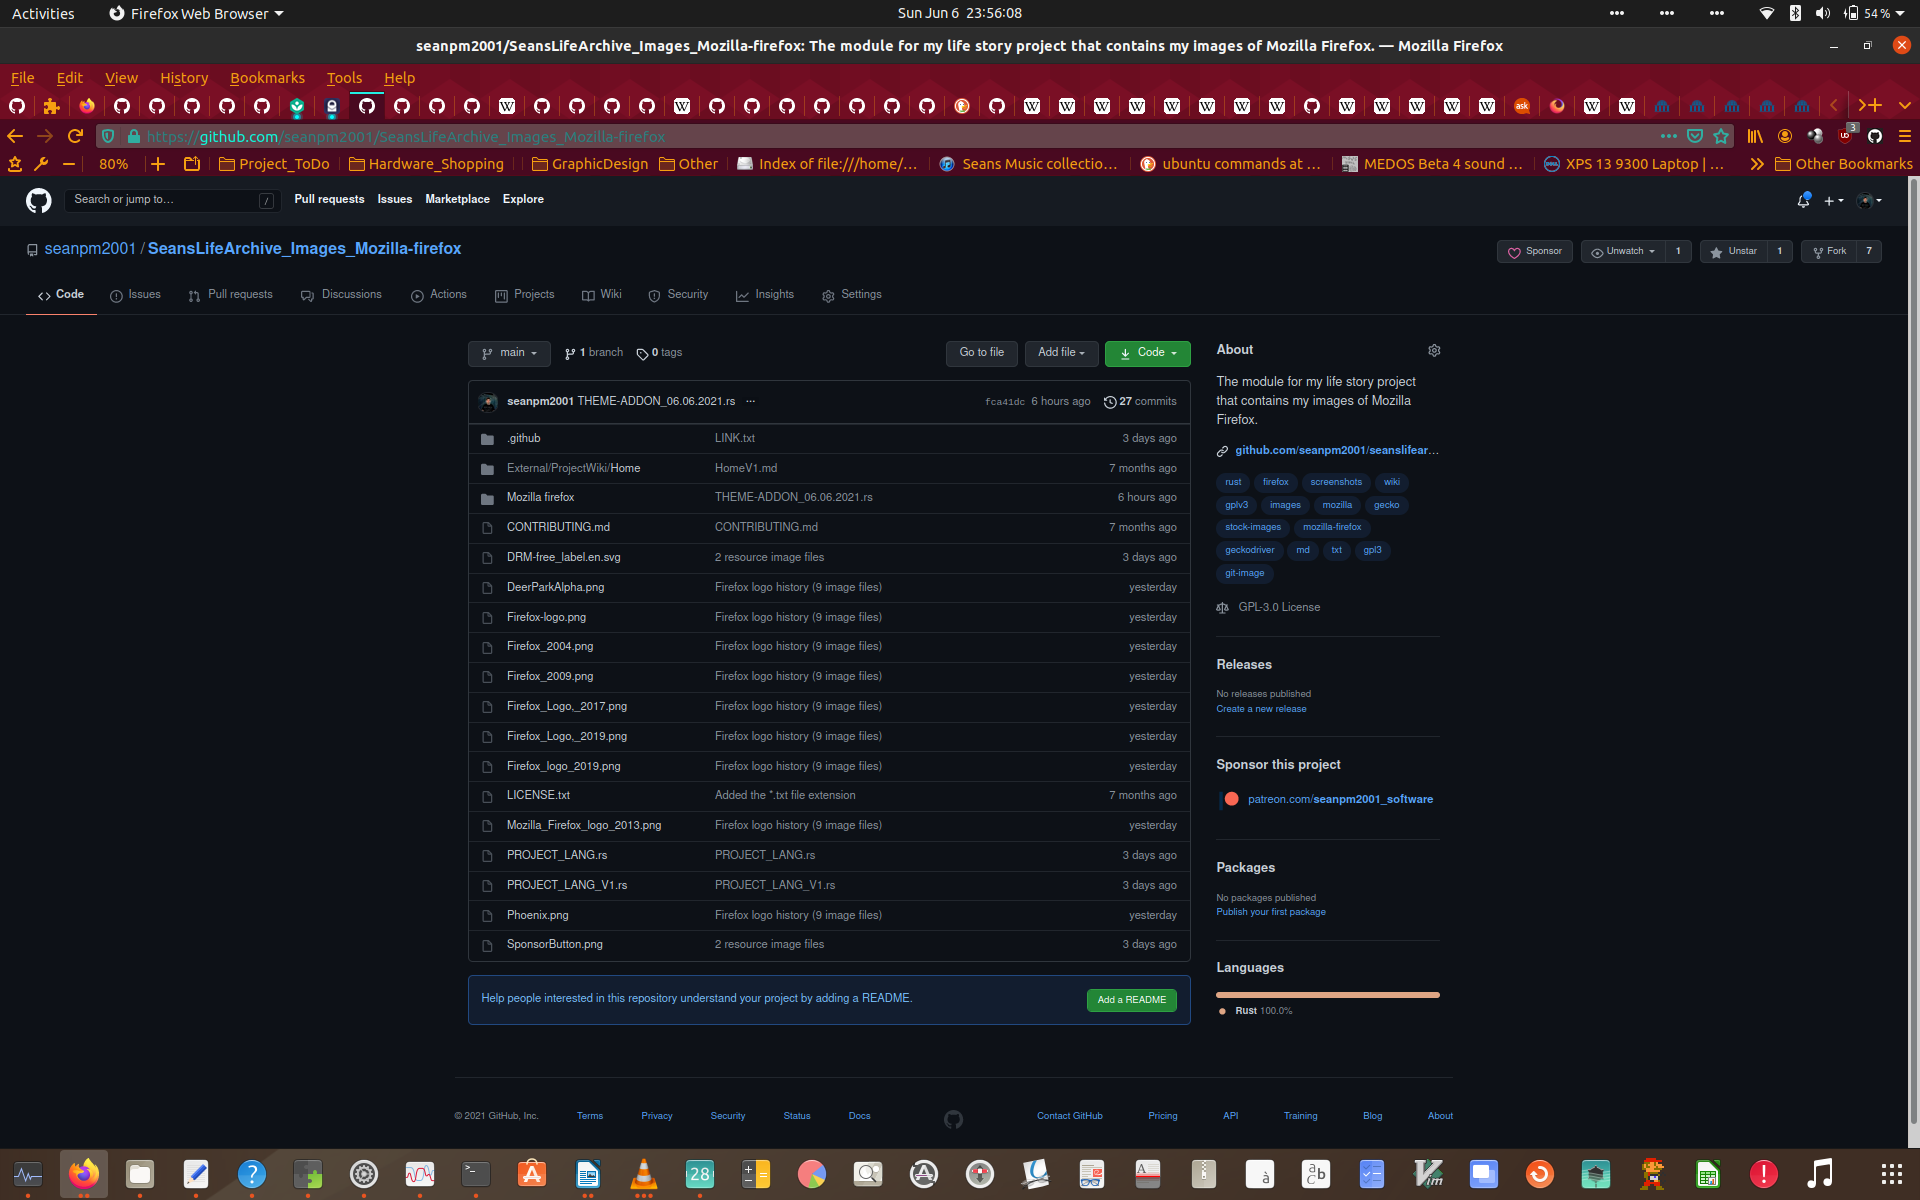 Activities
Firefox Web Browser
Sun Jun 6 23:56:08
54 %
seanpm2001/SeansLifeArchive_Images_Mozilla-firefox: The module for my life story project that contains my images of Mozilla Firefox. — Mozilla Firefox
File Edit View History Bookmarks Tools Help
https://github.com/seanpm2001/SeansLifeArchive_Images_Mozilla-firefox
3
80%
Project_ToDo
Hardware_Shopping
GraphicDesign
Other
Index of file:///home/…
Seans Music collectio…
ubuntu commands at …
MEDOS Beta 4 sound …
XPS 13 9300 Laptop | …
Other Bookmarks
Search or jump to…
/
Pull requests Issues Marketplace Explore
seanpm2001 / SeansLifeArchive_Images_Mozilla-firefox
Sponsor
Unwatch 1
Unstar 1
Fork 7
Code Issues Pull requests Discussions Actions Projects Wiki Security Insights Settings
main
1 branch
0 tags
Go to file
Add file
Code
seanpm2001 THEME-ADDON_06.06.2021.rs ... fca41dc 6 hours ago 27 commits
.github LINK.txt 3 days ago
External/ProjectWiki/Home HomeV1.md 7 months ago
Mozilla firefox THEME-ADDON_06.06.2021.rs 6 hours ago
CONTRIBUTING.md CONTRIBUTING.md 7 months ago
DRM-free_label.en.svg 2 resource image files 3 days ago
DeerParkAlpha.png Firefox logo history (9 image files) yesterday
Firefox-logo.png Firefox logo history (9 image files) yesterday
Firefox_2004.png Firefox logo history (9 image files) yesterday
Firefox_2009.png Firefox logo history (9 image files) yesterday
Firefox_Logo,_2017.png Firefox logo history (9 image files) yesterday
Firefox_Logo,_2019.png Firefox logo history (9 image files) yesterday
Firefox_logo_2019.png Firefox logo history (9 image files) yesterday
LICENSE.txt Added the *.txt file extension 7 months ago
Mozilla_Firefox_logo_2013.png Firefox logo history (9 image files) yesterday
PROJECT_LANG.rs PROJECT_LANG.rs 3 days ago
PROJECT_LANG_V1.rs PROJECT_LANG_V1.rs 3 days ago
Phoenix.png Firefox logo history (9 image files) yesterday
SponsorButton.png 2 resource image files 3 days ago
Help people interested in this repository understand your project by adding a README.
Add a README
About
The module for my life story project
that contains my images of Mozilla
Firefox.
github.com/seanpm2001/seanslifear…
rust firefox screenshots wiki
gplv3 images mozilla gecko
stock-images mozilla-firefox
geckodriver md txt gpl3
git-image
GPL-3.0 License
Releases
No releases published
Create a new release
Sponsor this project
patreon.com/seanpm2001_software
Packages
No packages published
Publish your first package
Languages
Rust 100.0%
© 2021 GitHub, Inc. Terms Privacy Security Status Docs Contact GitHub Pricing API Training Blog About
28